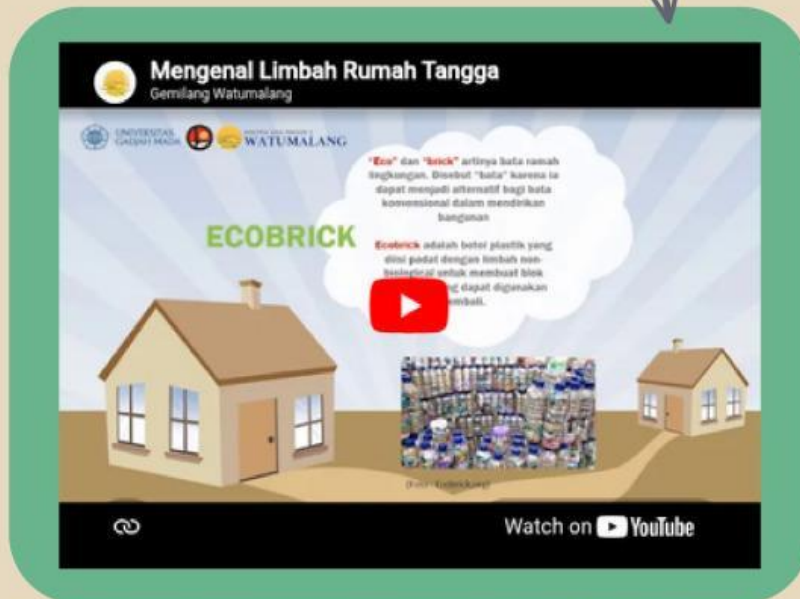 Mengenal Limbah Rumah Tangga
Gemilang Watumalang
UNIVERSITAS
GADJAH MADA
WATUMALANG
"Eco" dan "brick" artinya bata ramah
lingkungan. Disebut "bata" karena ia
dapat menjadi alternatif bagi bata
konvensional dalam mendirikan
bangunan
ECOBRICK
Ecobrick adalah botol plastik yang
diisi padat dengan limbah non-
biological untuk membuat blok
dapat digunakan
Watch on YouTube